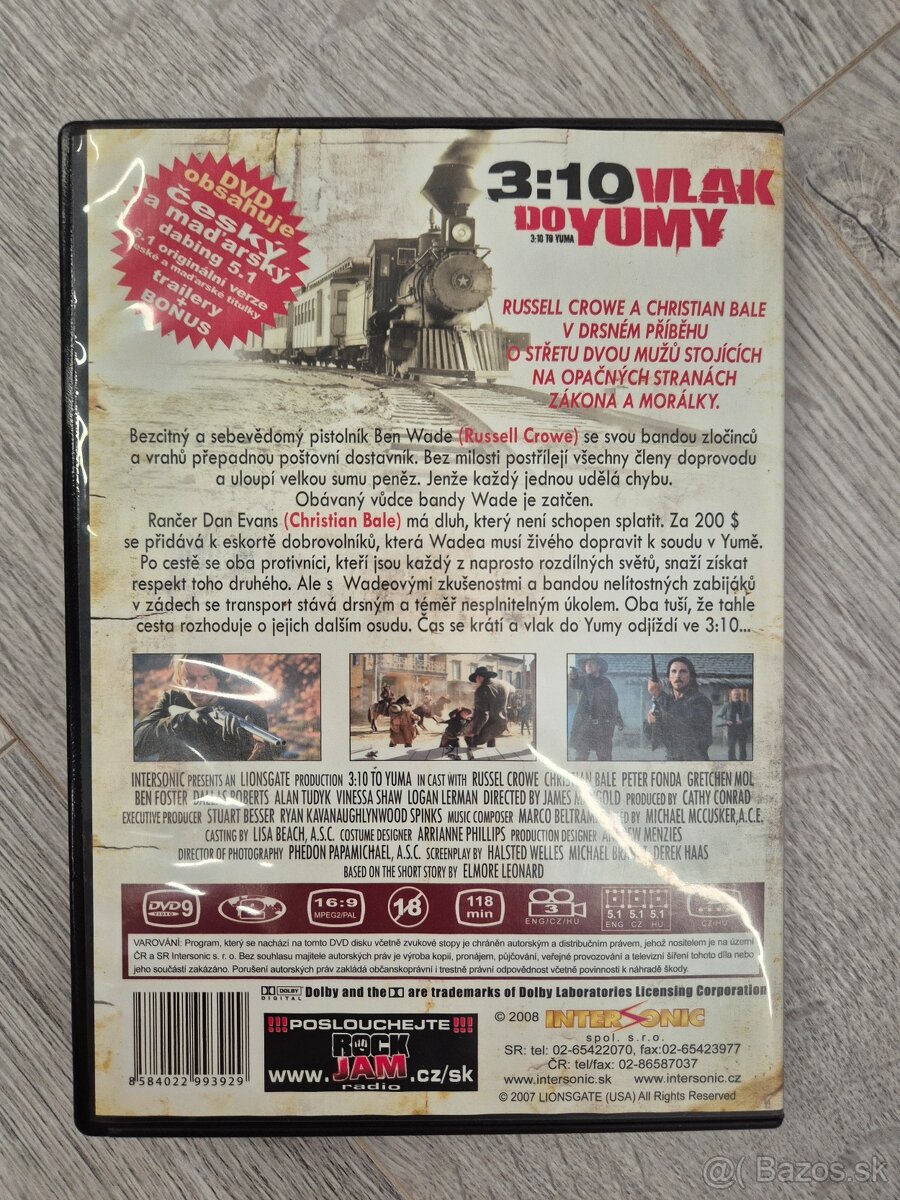 DVD
obsahuje
český
a maďarský
dabing 5.1
5.1 originální verze
české a maďarské titulky
trailery
+
BONUS
3:10 VLAK
DO YUMY
3:10 TO YUMA
RUSSELL CROWE A CHRISTIAN BALE
V DRSNÉM PŘÍBĚHU
O STŘETU DVOU MUŽŮ STOJÍCÍCH
NA OPAČNÝCH STRANÁCH
ZÁKONA A MORÁLKY.
Bezcitný a sebevědomý pistolník Ben Wade (Russell Crowe) se svou bandou zločinců
a vrahů přepadnou poštovní dostavník. Bez milosti postřílejí všechny členy doprovodu
a uloupí velkou sumu peněz. Jenže každý jednou udělá chybu.
Obávaný vůdce bandy Wade je zatčen.
Rančer Dan Evans (Christian Bale) má dluh, který není schopen splatit. Za 200 $
se přidává k eskortě dobrovolníků, která Wadea musí živého dopravit k soudu v Yumě.
Po cestě se oba protivníci, kteří jsou každý z naprosto rozdílných světů, snaží získat
respekt toho druhého. Ale s Wadeovými zkušenostmi a bandou nelítostných zabijáků
v zádech se transport stává drsným a téměř nesplnitelným úkolem. Oba tuší, že tahle
cesta rozhoduje o jejich dalším osudu. Čas se krátí a vlak do Yumy odjíždí ve 3:10...
INTERSONIC PRESENTS AN LIONSGATE PRODUCTION 3:10 TO YUMA IN CAST WITH RUSSEL CROWE CHRISTIAN BALE PETER FONDA GRETCHEN MOL
BEN FOSTER DALLAS ROBERTS ALAN TUDYK VINESSA SHAW LOGAN LERMAN DIRECTED BY JAMES MANGOLD PRODUCED BY CATHY CONRAD
EXECUTIVE PRODUCER STUART BESSER RYAN KAVANAUGHLYNWOOD SPINKS MUSIC COMPOSER MARCO BELTRAMI BY MICHAEL MCCUSKER,A.C.E.
CASTING BY LISA BEACH, A.S.C. COSTUME DESIGNER ARRIANNE PHILLIPS PRODUCTION DESIGNER ANDREW MENZIES
DIRECTOR OF PHOTOGRAPHY PHEDON PAPAMICHAEL, A.S.C. SCREENPLAY BY HALSTED WELLES MICHAEL DEREK HAAS
BASED ON THE SHORT STORY BY ELMORE LEONARD
DVD 9
VIDEO
2
16:9
MPEG2/PAL
18
118
min
3
ENG/CZ/HU
5.1 5.1 5.1
ENG CZ HU
CZ/HU
VAROVÁNÍ: Program, který se nachází na tomto DVD disku včetně zvukové stopy je chráněn autorským a distribučním právem, jehož nositelem je na území
ČR a SR Intersonic s. r. o. Bez souhlasu majitele autorských práv je výroba kopií, pronájem, půjčování, veřejné provozování a televizní šíření tohoto díla nebo
jeho součástí zakázáno. Porušení autorských práv zakládá občanskoprávní i trestně právní odpovědnost včetně povinnosti k náhradě škody.
DOLBY
DIGITAL
Dolby and the are trademarks of Dolby Laboratories Licensing Corporation
8 584022 993929
!!!POSLOUCHEJTE!!!
ROCK
JAM
radio
www. .cz/sk
© 2008 INTERSONIC
spol. s.r.o.
SR: tel: 02-65422070, fax:02-65423977
ČR: tel/fax: 02-86587037
www.intersonic.sk www.intersonic.cz
© 2007 LIONSGATE (USA) All Rights Reserved
@( Bazos.sk